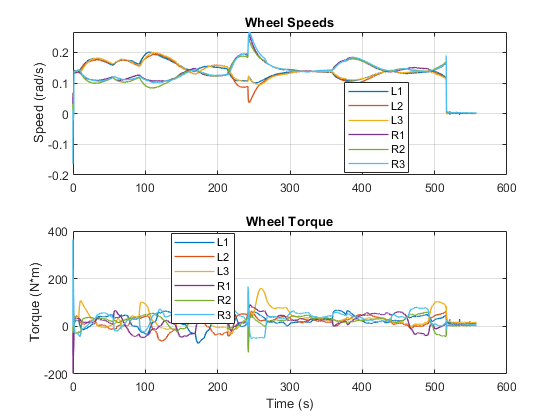 Wheel Speeds
Speed (rad/s)
0.2
0.1
0
-0.1
-0.2
0
100
200
300
400
500
600
L1
L2
L3
R1
R2
R3
Wheel Torque
Torque (N*m)
400
200
0
-200
0
100
200
300
400
500
600
L1
L2
L3
R1
R2
R3
Time (s)